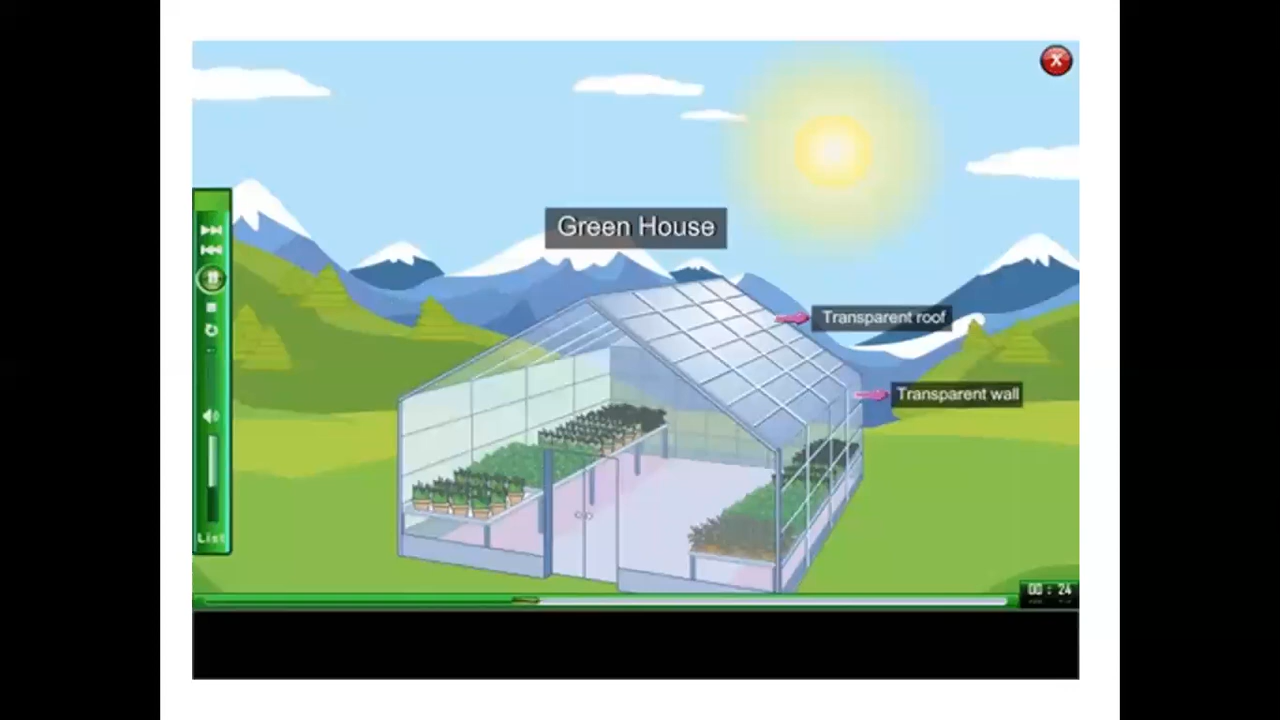 X
Green House
Transparent roof
Transparent wall
List
00 : 24